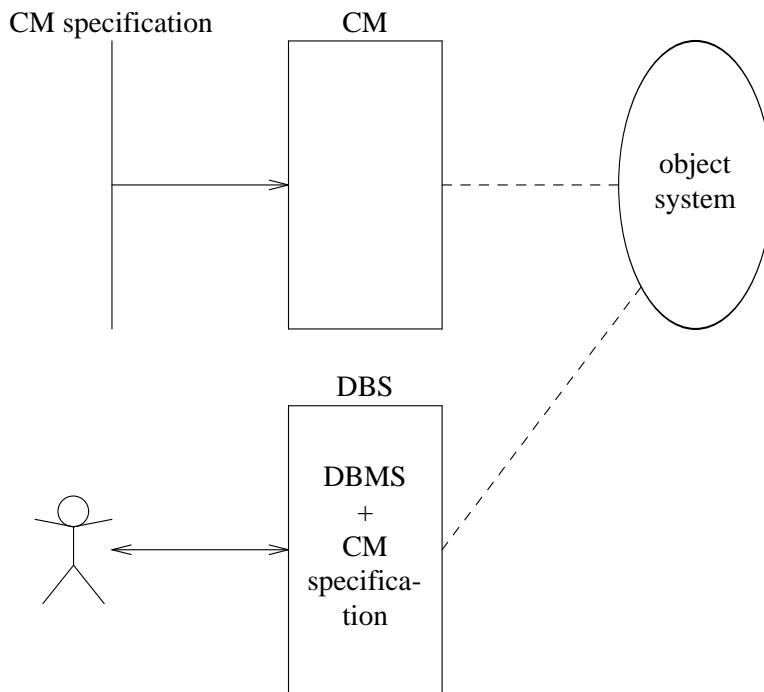 CM specification
CM
object
system
DBS
DBMS
+
CM
specifica-
tion